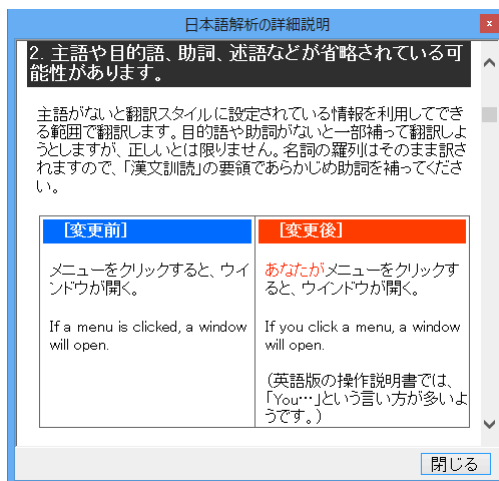 日本語解析の詳細説明
x
2. 主語や目的語、助詞、述語などが省略されている可
能性があります。
主語がないと翻訳スタイルに設定されている情報を利用してでき
る範囲で翻訳します。目的語や助詞がないと一部補って翻訳しよ
うとしますが、正しいとは限りません。名詞の羅列はそのまま訳さ
れますので、「漢文訓読」の要領であらかじめ助詞を補ってくださ
い。
[変更前]
メニューをクリックすると、ウイ
ンドウが開く。
If a menu is clicked, a window
will open.
[変更後]
あなたがメニューをクリックす
ると、ウインドウが開く。
If you click a menu, a window
will open.
(英語版の操作説明書では、
「You…」という言い方が多いよ
うです。)
閉じる